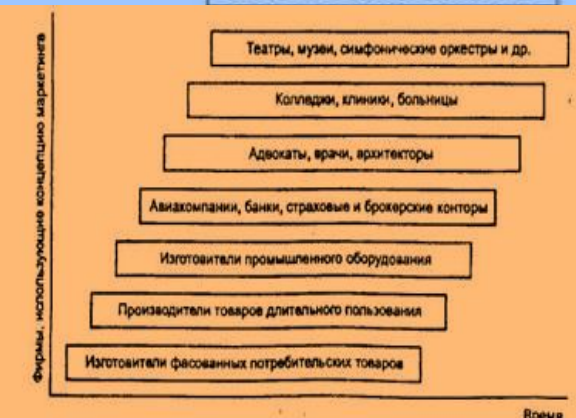 Фирмы, использующие концепцию маркетинга
Театры, музеи, симфонические оркестры и др.
Колледжи, клиники, больницы
Адвокаты, врачи, архитекторы
Авиакомпании, банки, страховые и брокерские конторы
Изготовители промышленного оборудования
Производители товаров длительного пользования
Изготовители фасованных потребительских товаров
Время